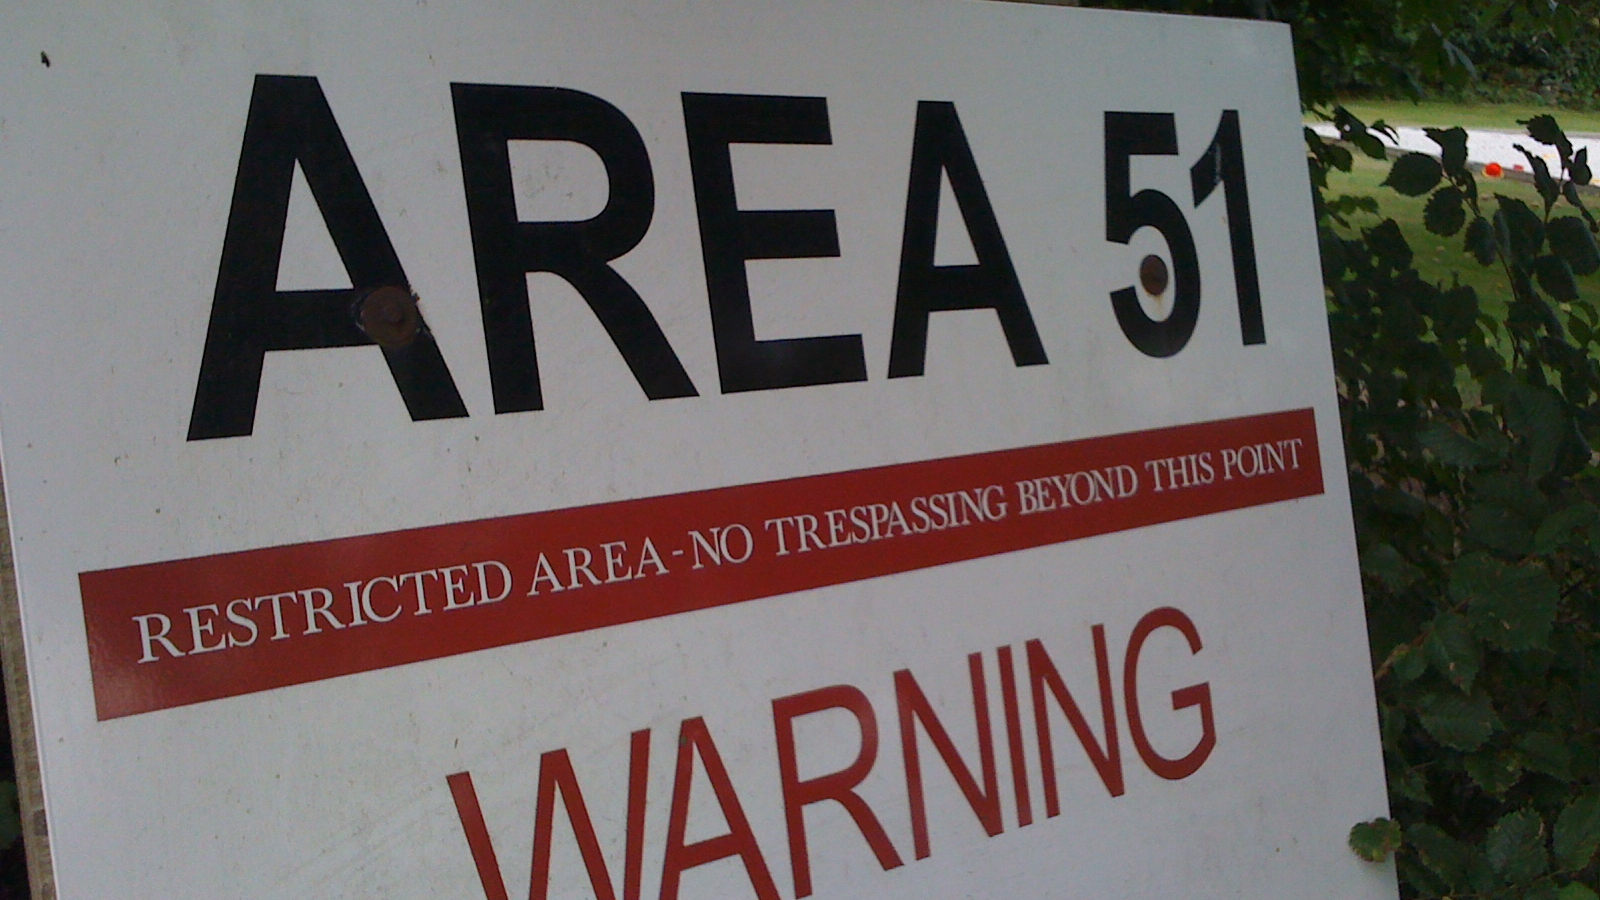 AREA 51
RESTRICTED AREA-NO TRESPASSING BEYOND THIS POINT
WARNING